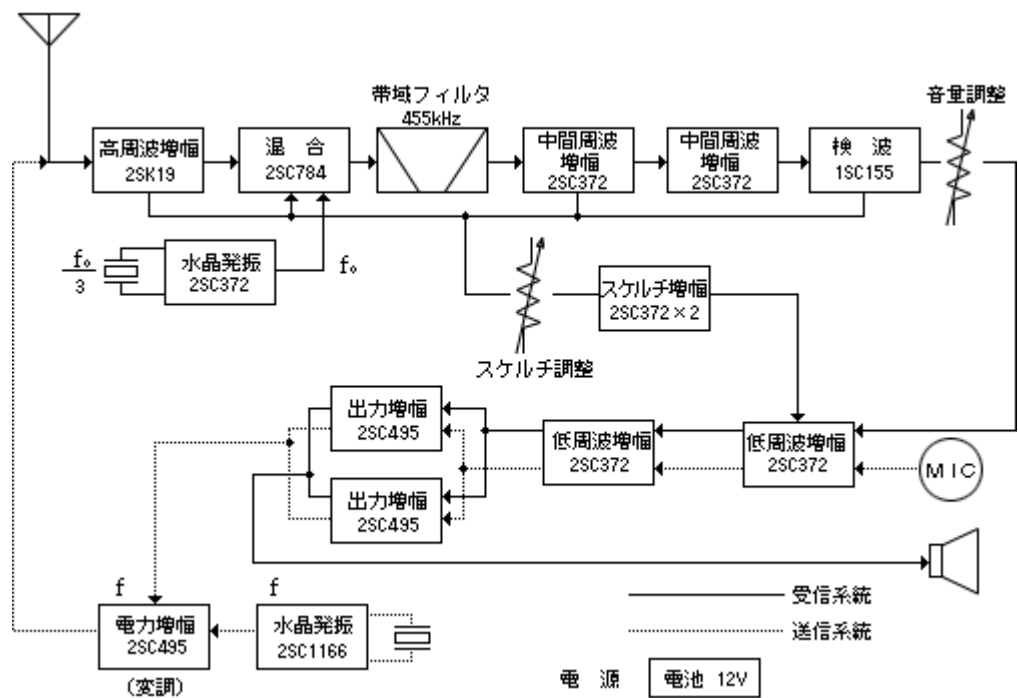 帯域フィルタ
455kHz
音量調整
高周波増幅
2SK19
混 合
2SC784
中間周波
増幅
2SC372
中間周波
増幅
2SC372
検 波
1SC155
f₀
3
水晶発振
2SC372
f₀
スケルチ増幅
2SC372×2
スケルチ調整
出力増幅
2SC495
低周波増幅
2SC372
低周波増幅
2SC372
MIC
出力増幅
2SC495
f
f
電力増幅
2SC495
(変調)
水晶発振
2SC1166
受信系統
送信系統
電 源
電池 12V